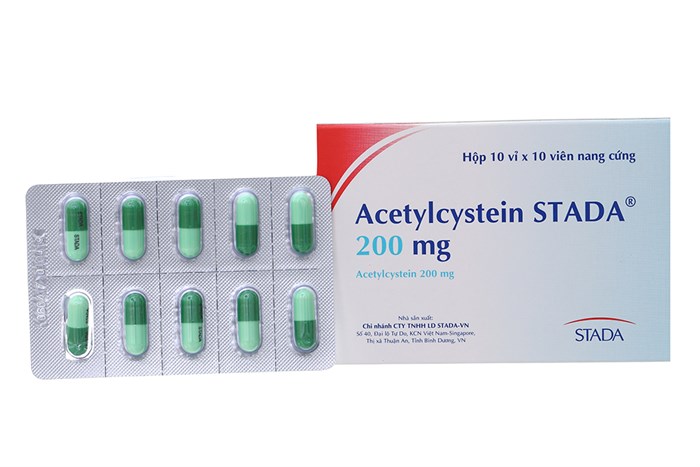 Hộp 10 vỉ x 10 viên nang cứng
Acetylcystein STADA®
200 mg
Acetylcystein 200 mg
Nhà sản xuất:
Chi nhánh CTY TNHH LD STADA-VN
Số 40, Đại lộ Tự Do, KCN Việt Nam-Singapore,
Thị xã Thuận An, Tỉnh Bình Dương, VN
STADA
STADA